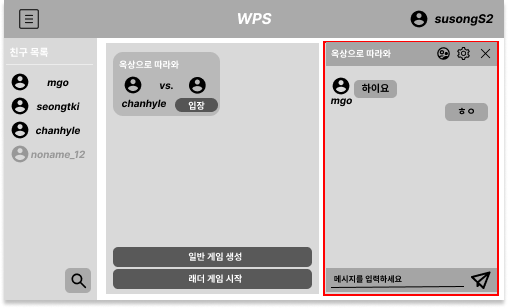 WPS
susongS2
친구 목록
mgo
seongtki
chanhyle
noname_12
옥상으로 따라와
vs.
chanhyle
입장
일반 게임 생성
래더 게임 시작
옥상으로 따라와
하이요
mgo
ㅎㅇ
메시지를 입력하세요